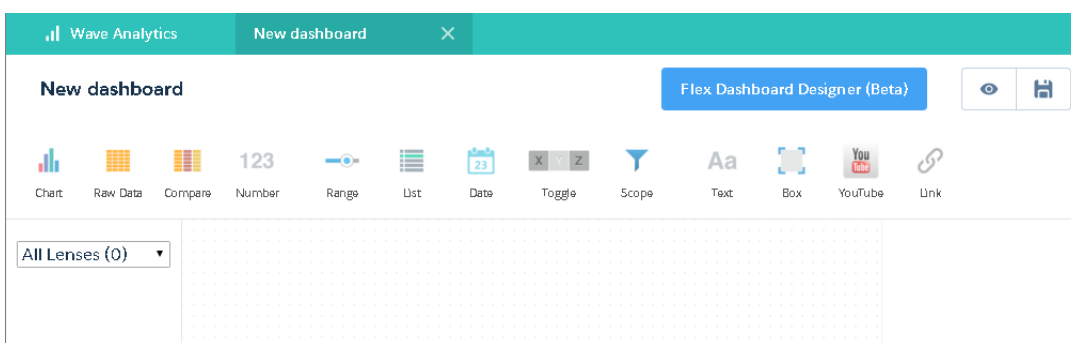 Wave Analytics
New dashboard
New dashboard
Flex Dashboard Designer (Beta)
123
23
X Y Z
Aa
You
Tube
Chart
Raw Data
Compare
Number
Range
List
Date
Toggle
Scope
Text
Box
YouTube
Link
All Lenses (0)